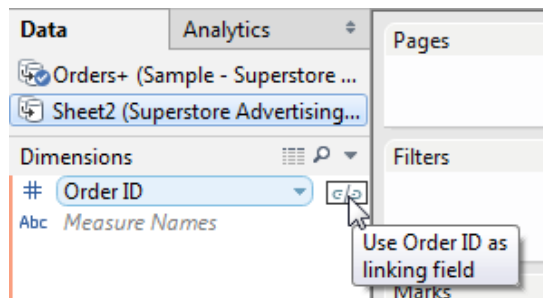 Data
Analytics
Pages
Orders+ (Sample - Superstore ...
Sheet2 (Superstore Advertising...
Dimensions
Filters
# Order ID
Abc Measure Names
Use Order ID as
linking field
Marks